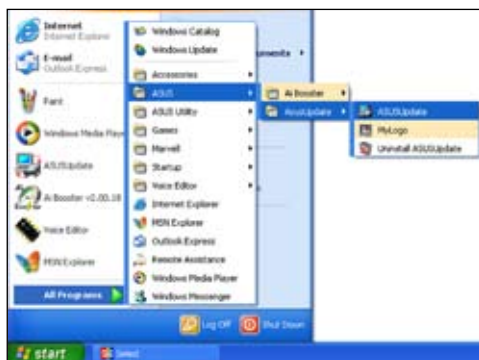 Internet
Internet Explorer
E-mail
Outlook Express
Paint
Windows Media Player
ASUSUpdate
Ai Booster v2.00.18
Voice Editor
MSN Explorer
All Programs
Windows Catalog
Windows Update
Accessories
ASUS
ASUS Utility
Games
Marvell
Startup
Voice Editor
Internet Explorer
MSN Explorer
Outlook Express
Remote Assistance
Windows Media Player
Windows Messenger
uments
Ai Booster
AsusUpdate
ASUSUpdate
MyLogo
Uninstall ASUSUpdate
Log Off
Shut Down
start